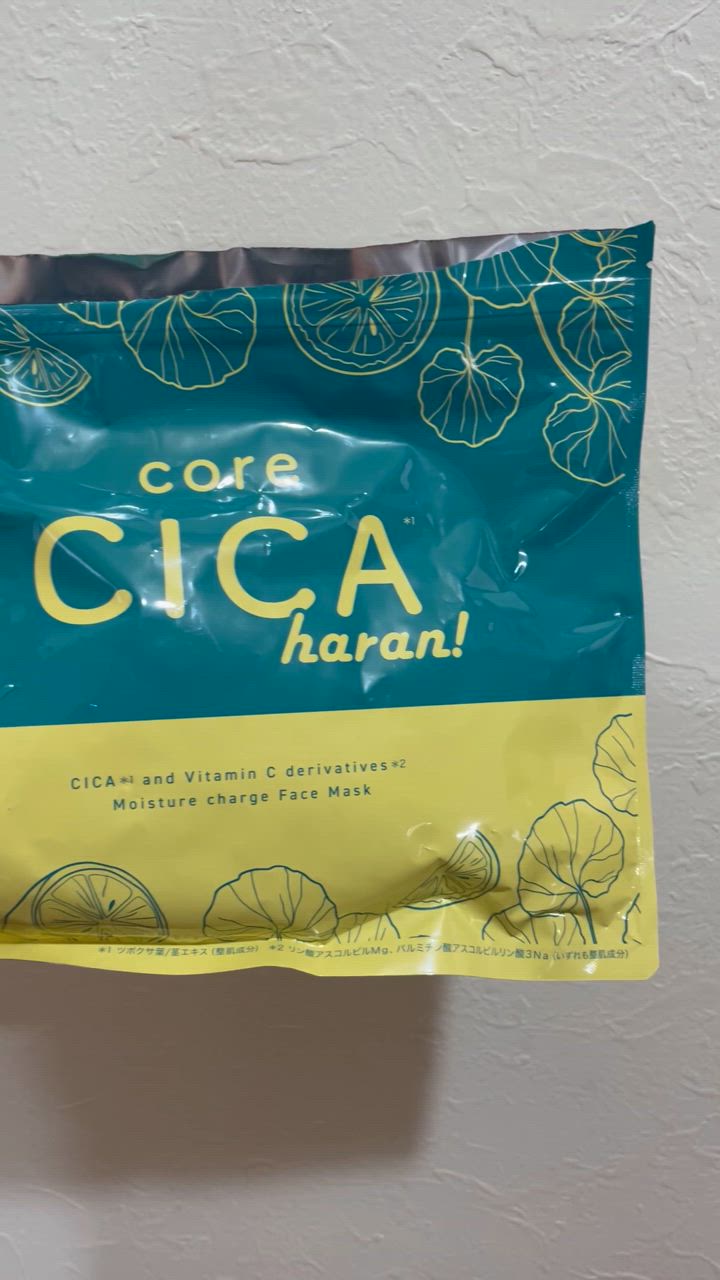 core
CICA*1
haran!
CICA*1 and Vitamin C derivatives*2
Moisture charge Face Mask
*1 ツボクサ葉/茎エキス（整肌成分） *2 リン酸アスコルビルMg、パルミチン酸アスコルビルリン酸3Na（いずれも整肌成分）